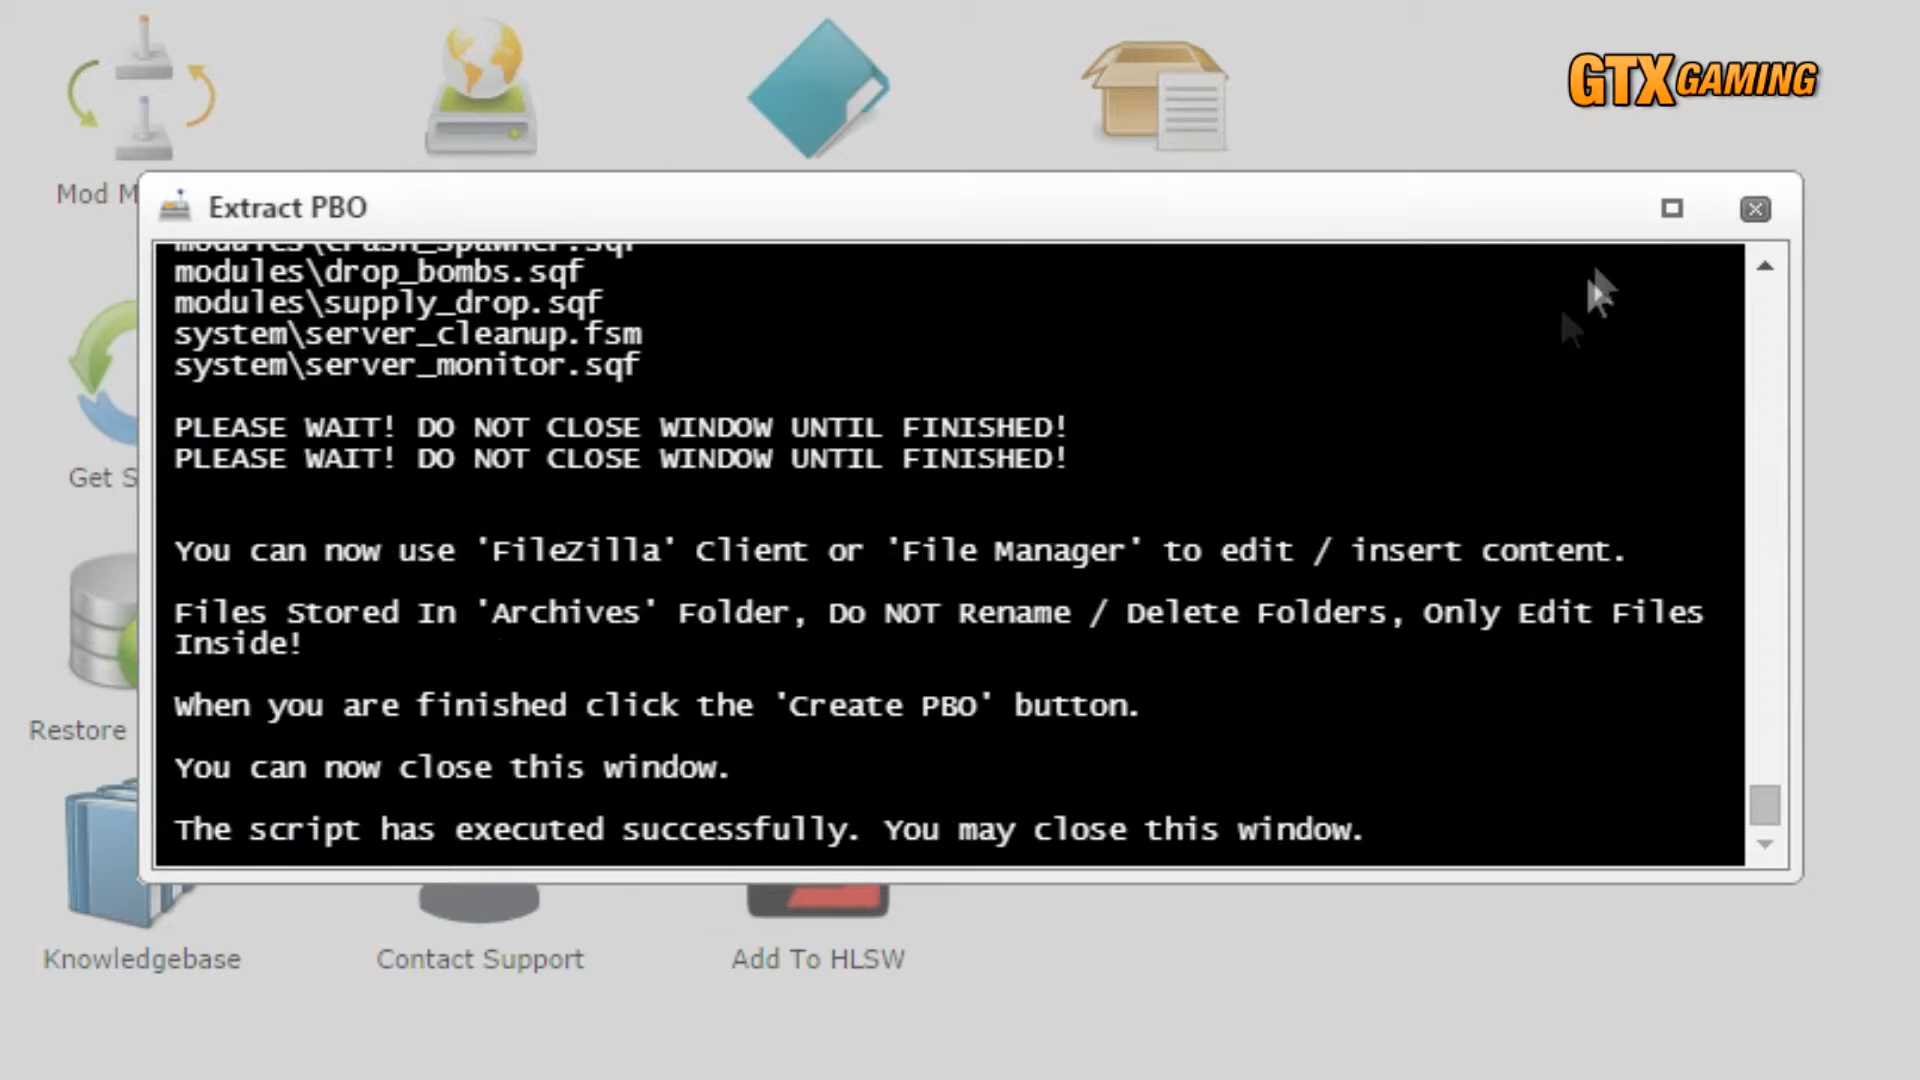 GTXGAMING
Mod M
Extract PBO
modules\crash_spawner.sqf
modules\drop_bombs.sqf
modules\supply_drop.sqf
system\server_cleanup.fsm
system\server_monitor.sqf
PLEASE WAIT! DO NOT CLOSE WINDOW UNTIL FINISHED!
PLEASE WAIT! DO NOT CLOSE WINDOW UNTIL FINISHED!
Get S
You can now use 'FileZilla' Client or 'File Manager' to edit / insert content.
Files Stored In 'Archives' Folder, Do NOT Rename / Delete Folders, Only Edit Files
Inside!
When you are finished click the 'Create PBO' button.
Restore
You can now close this window.
The script has executed successfully. You may close this window.
Knowledgebase
Contact Support
Add To HLSW